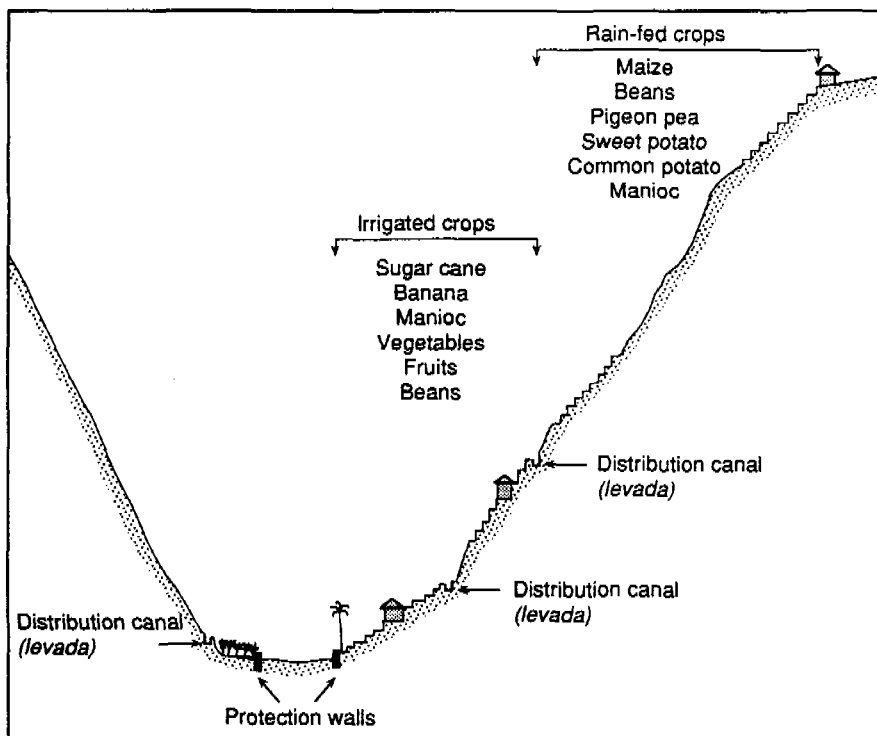 Rain-fed crops
Maize
Beans
Pigeon pea
Sweet potato
Common potato
Manioc
Irrigated crops
Sugar cane
Banana
Manioc
Vegetables
Fruits
Beans
Distribution canal
(levada)
Distribution canal
(levada)
Distribution canal
(levada)
Protection walls